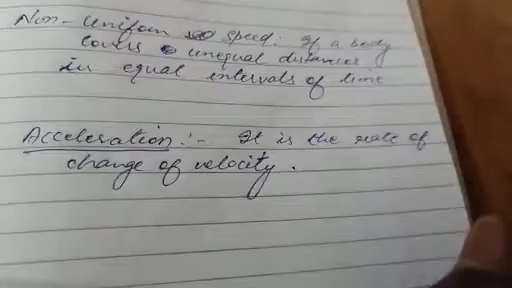 Non-uniform speed: If a body
covers unequal distances
in equal intervals of time
Acceleration :- It is the rate of
change of velocity.